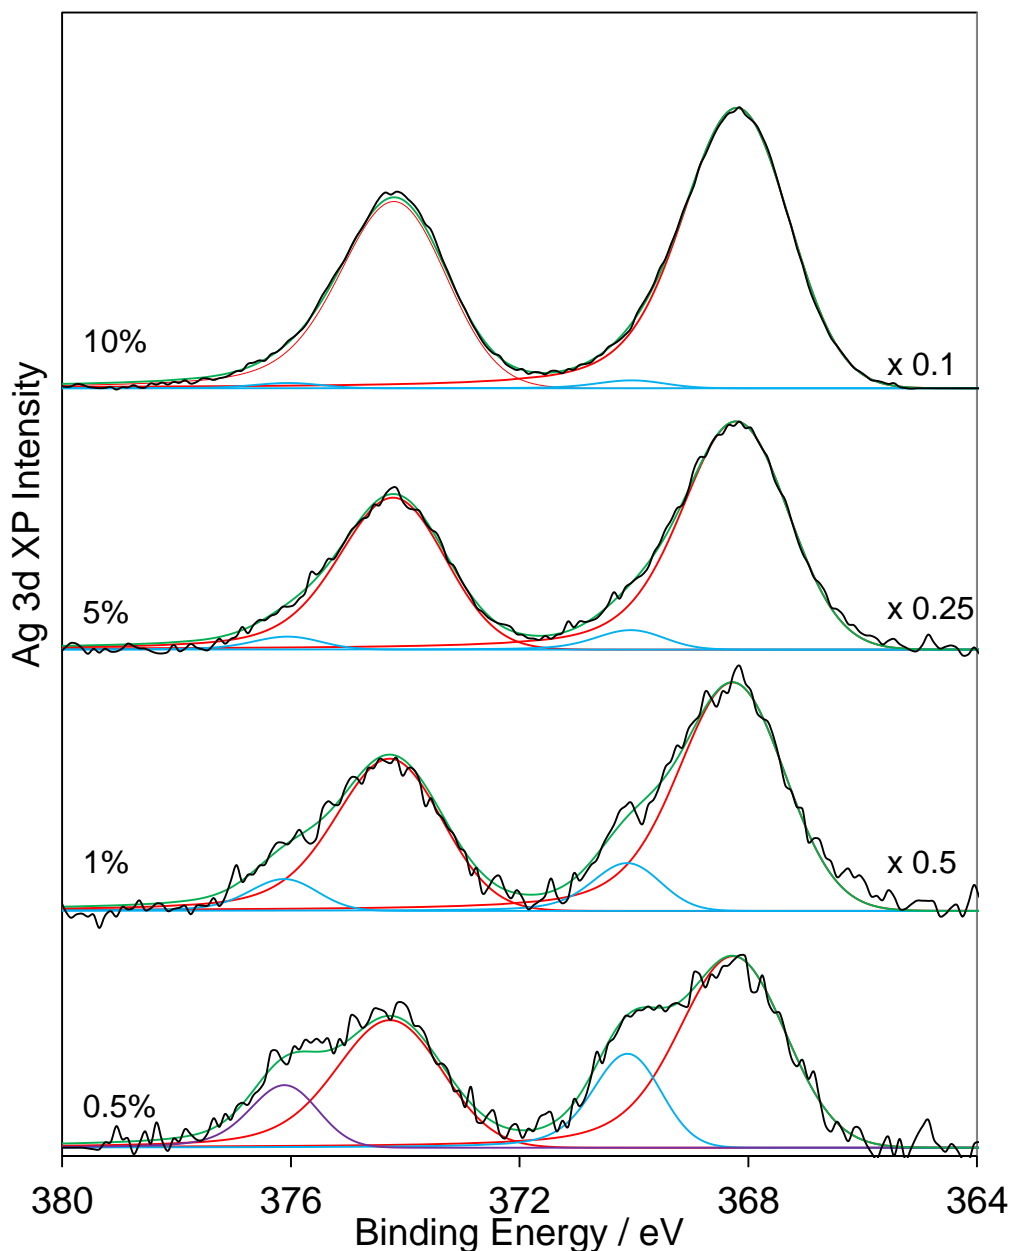 Ag 3d XP Intensity
10%
x 0.1
5%
x 0.25
1%
x 0.5
0.5%
380 376 372 368 364
Binding Energy / eV